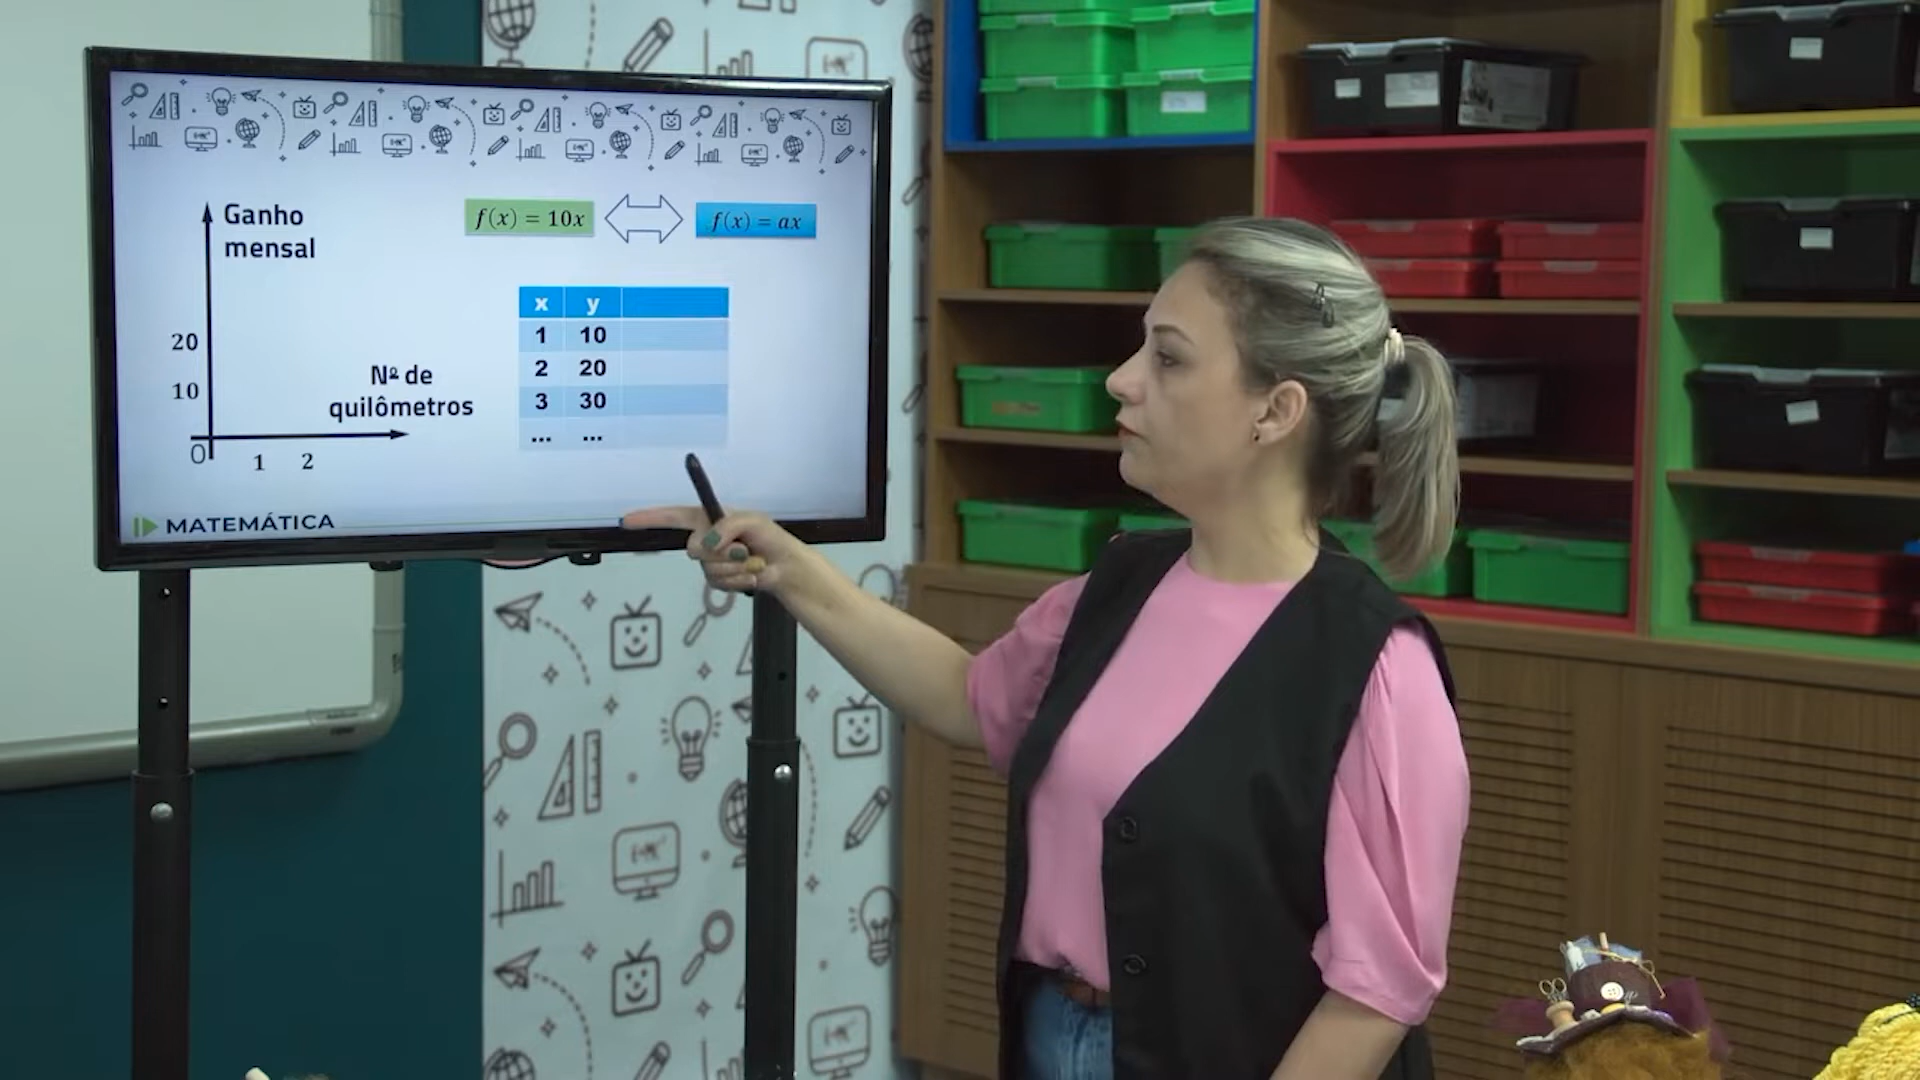 Ganho
mensal
f(x) = 10x
f(x) = ax
x y
1 10
2 20
3 30
... ...
20
10
Nº de
quilômetros
0
1 2
MATEMÁTICA